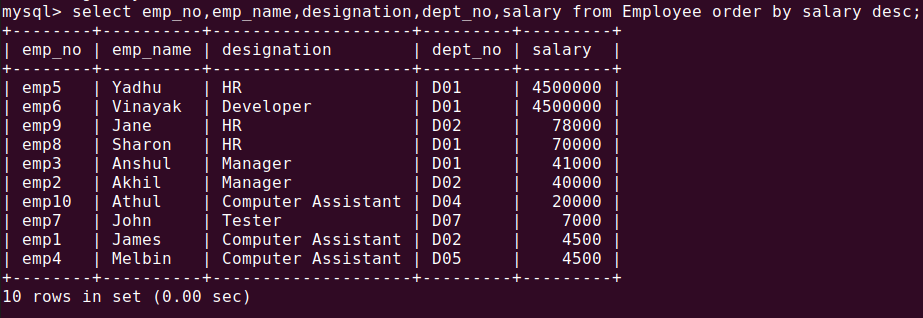 mysql> select emp_no,emp_name,designation,dept_no,salary from Employee order by salary desc;
+--------+----------+--------------------+---------+---------+
| emp_no | emp_name | designation        | dept_no | salary  |
+--------+----------+--------------------+---------+---------+
| emp5   | Yadhu    | HR                 | D01     | 4500000 |
| emp6   | Vinayak  | Developer          | D01     | 4500000 |
| emp9   | Jane     | HR                 | D02     |   78000 |
| emp8   | Sharon   | HR                 | D01     |   70000 |
| emp3   | Anshul   | Manager            | D01     |   41000 |
| emp2   | Akhil    | Manager            | D02     |   40000 |
| emp10  | Athul    | Computer Assistant | D04     |   20000 |
| emp7   | John     | Tester             | D07     |    7000 |
| emp1   | James    | Computer Assistant | D02     |    4500 |
| emp4   | Melbin   | Computer Assistant | D05     |    4500 |
+--------+----------+--------------------+---------+---------+
10 rows in set (0.00 sec)